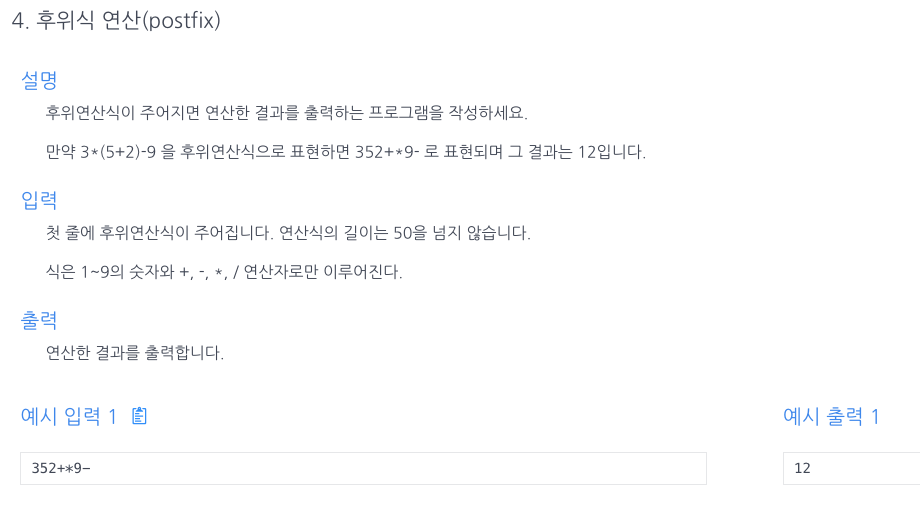 4. 후위식 연산(postfix)
설명
후위연산식이 주어지면 연산한 결과를 출력하는 프로그램을 작성하세요.
만약 3*(5+2)-9 을 후위연산식으로 표현하면 352+*9- 로 표현되며 그 결과는 12입니다.
입력
첫 줄에 후위연산식이 주어집니다. 연산식의 길이는 50을 넘지 않습니다.
식은 1~9의 숫자와 +, -, *, / 연산자로만 이루어진다.
출력
연산한 결과를 출력합니다.
예시 입력 1
예시 출력 1
352+*9-
12